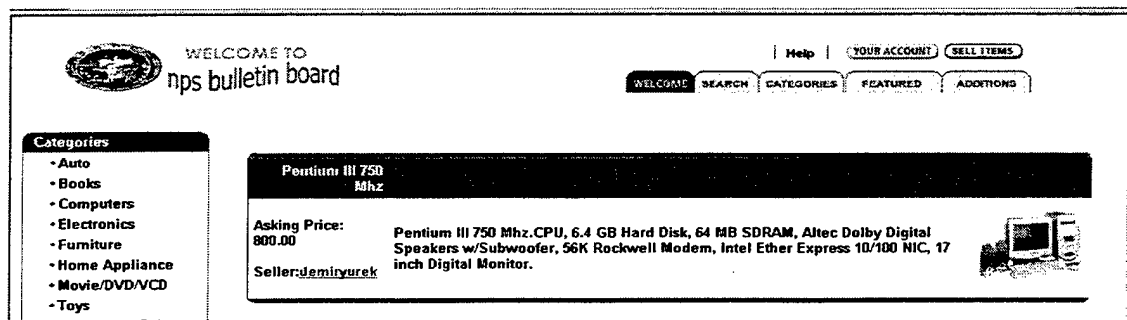 WELCOME TO
nps bulletin board
| Help | YOUR ACCOUNT SELL ITEMS
WELCOME SEARCH CATEGORIES FEATURED ADDITIONS
Categories
•Auto
•Books
•Computers
•Electronics
•Furniture
•Home Appliance
•Movie/DVD/VCD
•Toys
Pentium III 750
Mhz
Asking Price:
800.00
Seller:demiryurek
Pentium III 750 Mhz.CPU, 6.4 GB Hard Disk, 64 MB SDRAM, Altec Dolby Digital
Speakers w/Subwoofer, 56K Rockwell Modem, Intel Ether Express 10/100 NIC, 17
inch Digital Monitor.